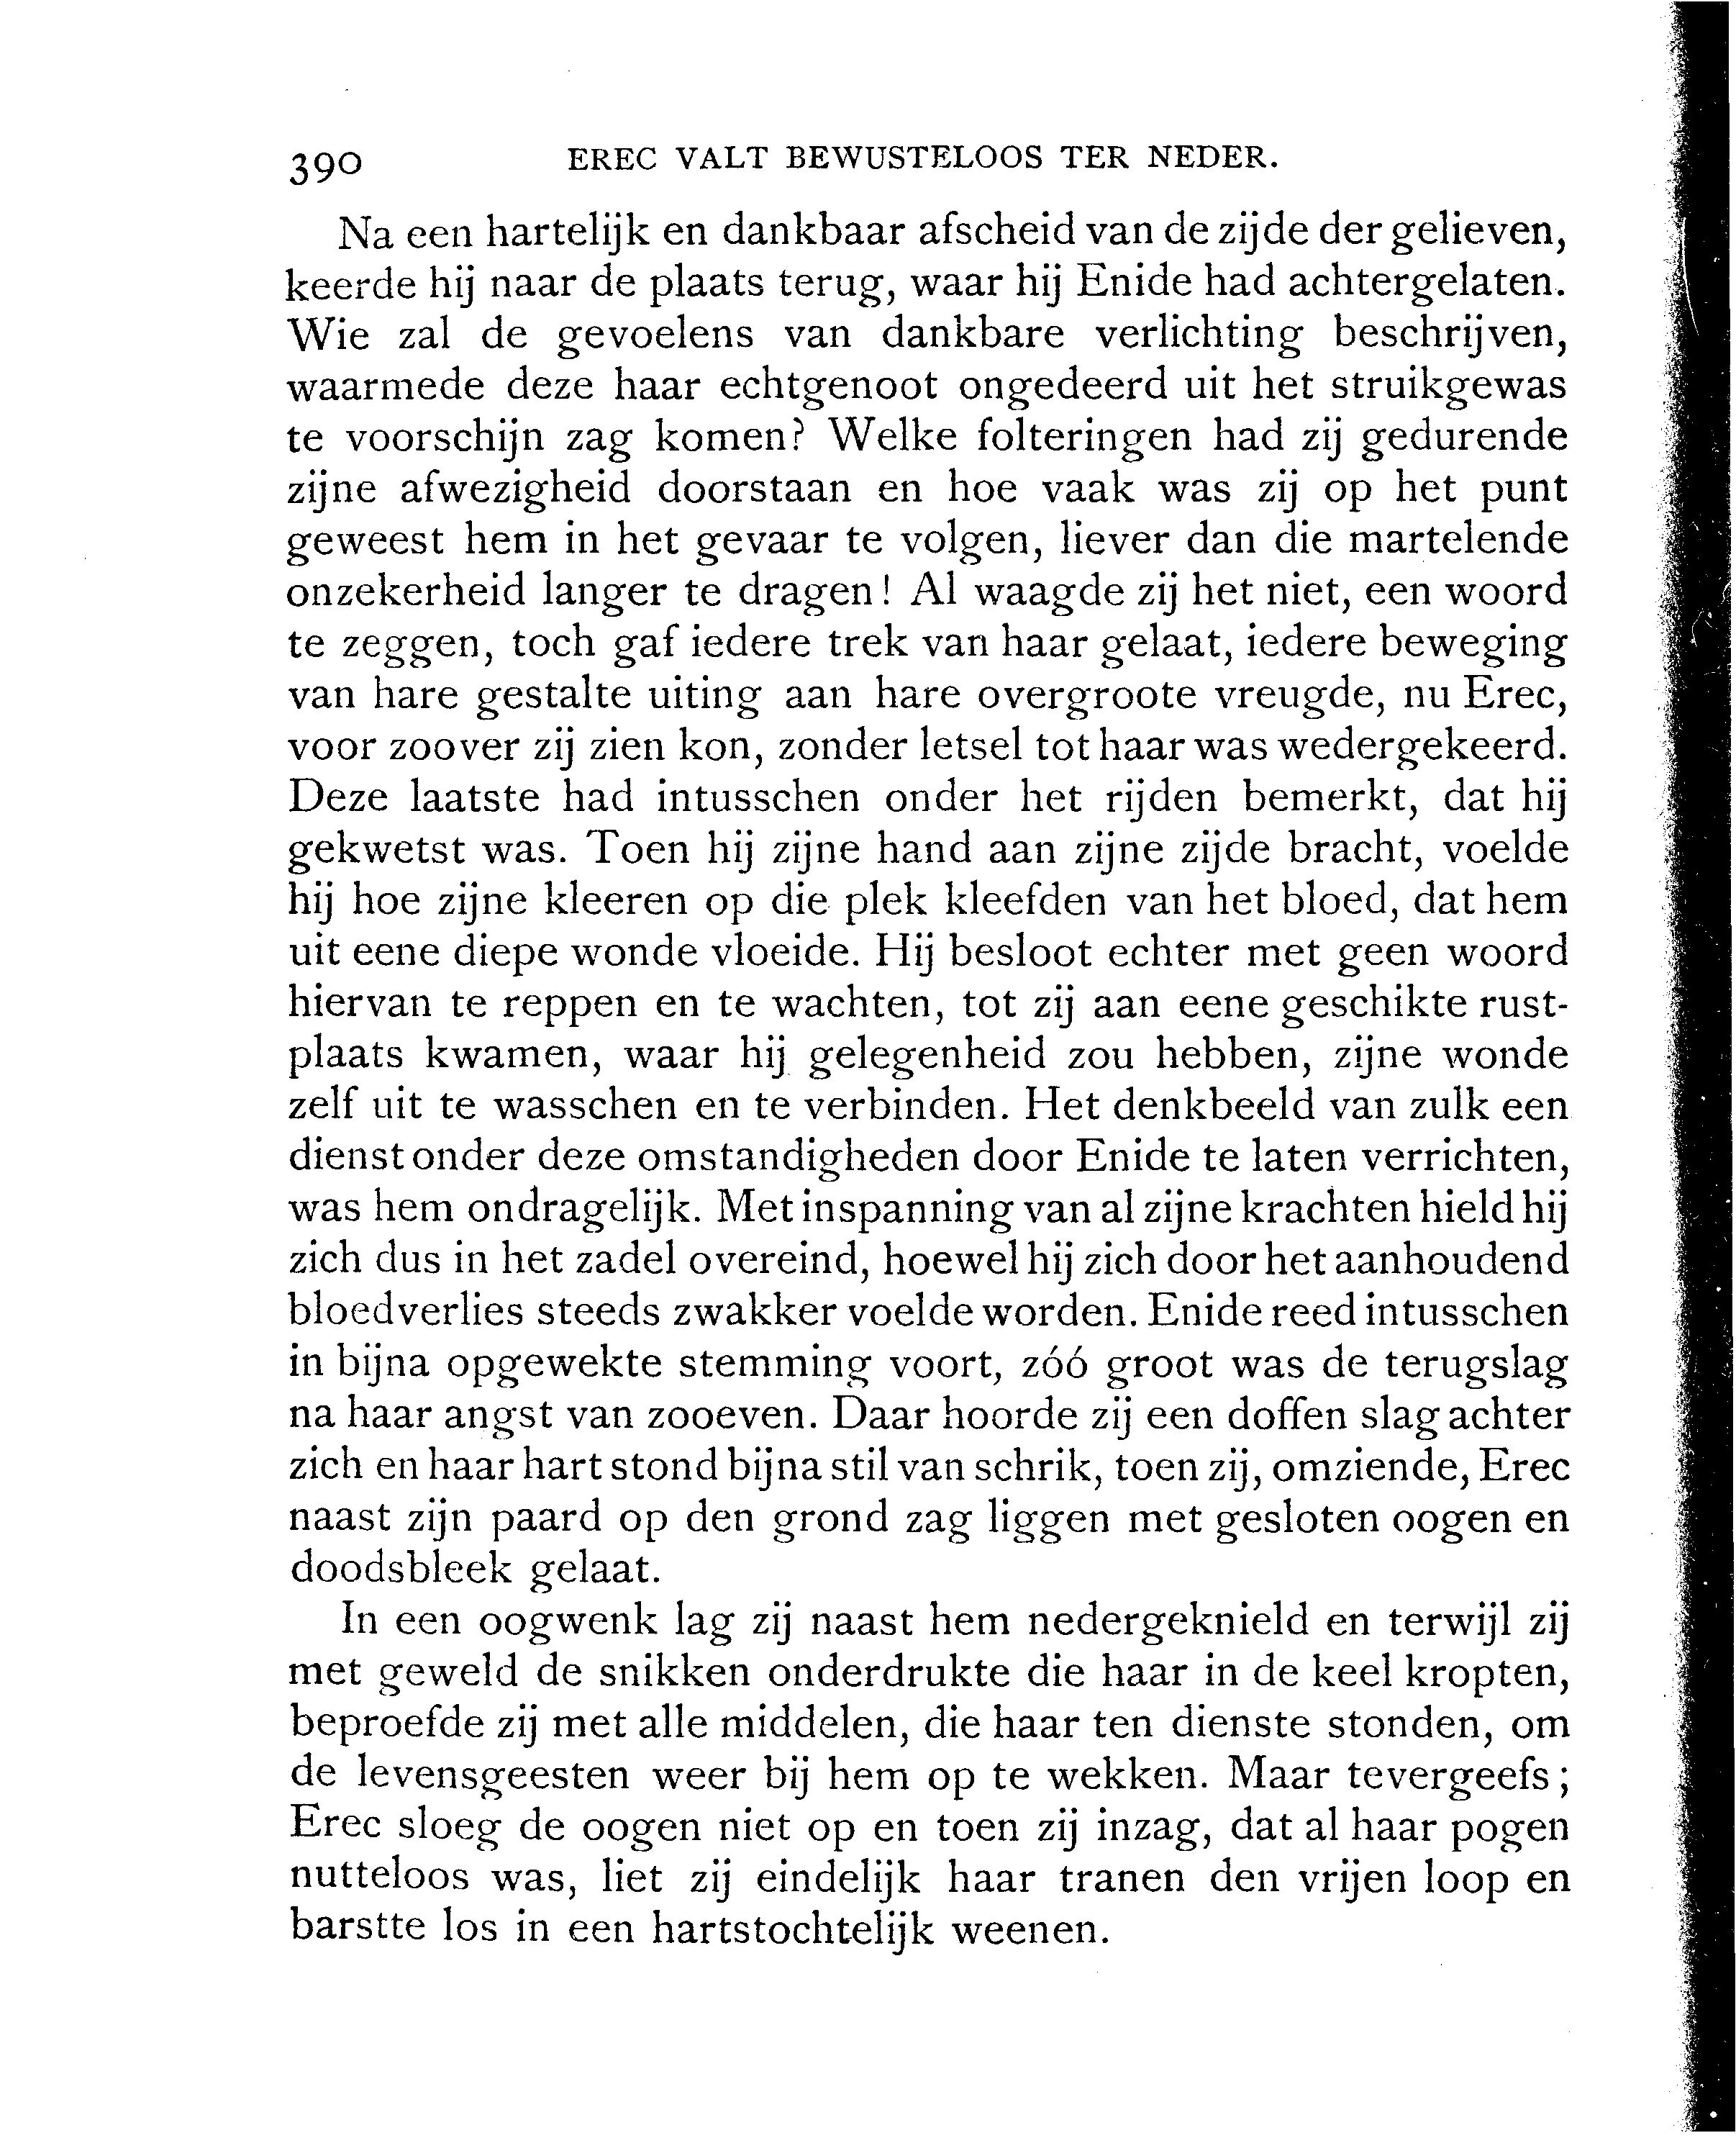 390 EREC VALT BEWUSTELOOS TER NEDER.
Na een hartelijk en dankbaar afscheid van de zijde der gelieven,
keerde hij naar de plaats terug, waar hij Enide had achtergelaten.
Wie zal de gevoelens van dankbare verlichting beschrijven,
waarmede deze haar echtgenoot ongedeerd uit het struikgewas
te voorschijn zag komen? Welke folteringen had zij gedurende
zijne afwezigheid doorstaan en hoe vaak was zij op het punt
geweest hem in het gevaar te volgen, liever dan die martelende
onzekerheid langer te dragen! Al waagde zij het niet, een woord
te zeggen, toch gaf iedere trek van haar gelaat, iedere beweging
van hare gestalte uiting aan hare overgroote vreugde, nu Erec,
voor zoover zij zien kon, zonder letsel tot haar was wedergekeerd.
Deze laatste had intusschen onder het rijden bemerkt, dat hij
gekwetst was. Toen hij zijne hand aan zijne zijde bracht, voelde
hij hoe zijne kleeren op die plek kleefden van het bloed, dat hem
uit eene diepe wonde vloeide. Hij besloot echter met geen woord
hiervan te reppen en te wachten, tot zij aan eene geschikte rust-
plaats kwamen, waar hij gelegenheid zou hebben, zijne wonde
zelf uit te wasschen en te verbinden. Het denkbeeld van zulk een
dienst onder deze omstandigheden door Enide te laten verrichten,
was hem ondragelijk. Met inspanning van al zijne krachten hield hij
zich dus in het zadel overeind, hoewel hij zich door het aanhoudend
bloedverlies steeds zwakker voelde worden. Enide reed intusschen
in bijna opgewekte stemming voort, zóó groot was de terugslag
na haar angst van zooeven. Daar hoorde zij een doffen slag achter
zich en haar hart stond bijna stil van schrik, toen zij, omziende, Erec
naast zijn paard op den grond zag liggen met gesloten oogen en
doodsbleek gelaat.
In een oogwenk lag zij naast hem nedergeknield en terwijl zij
met geweld de snikken onderdrukte die haar in de keel kropten,
beproefde zij met alle middelen, die haar ten dienste stonden, om
de levensgeesten weer bij hem op te wekken. Maar tevergeefs;
Erec sloeg de oogen niet op en toen zij inzag, dat al haar pogen
nutteloos was, liet zij eindelijk haar tranen den vrijen loop en
barstte los in een hartstochtelijk weenen.